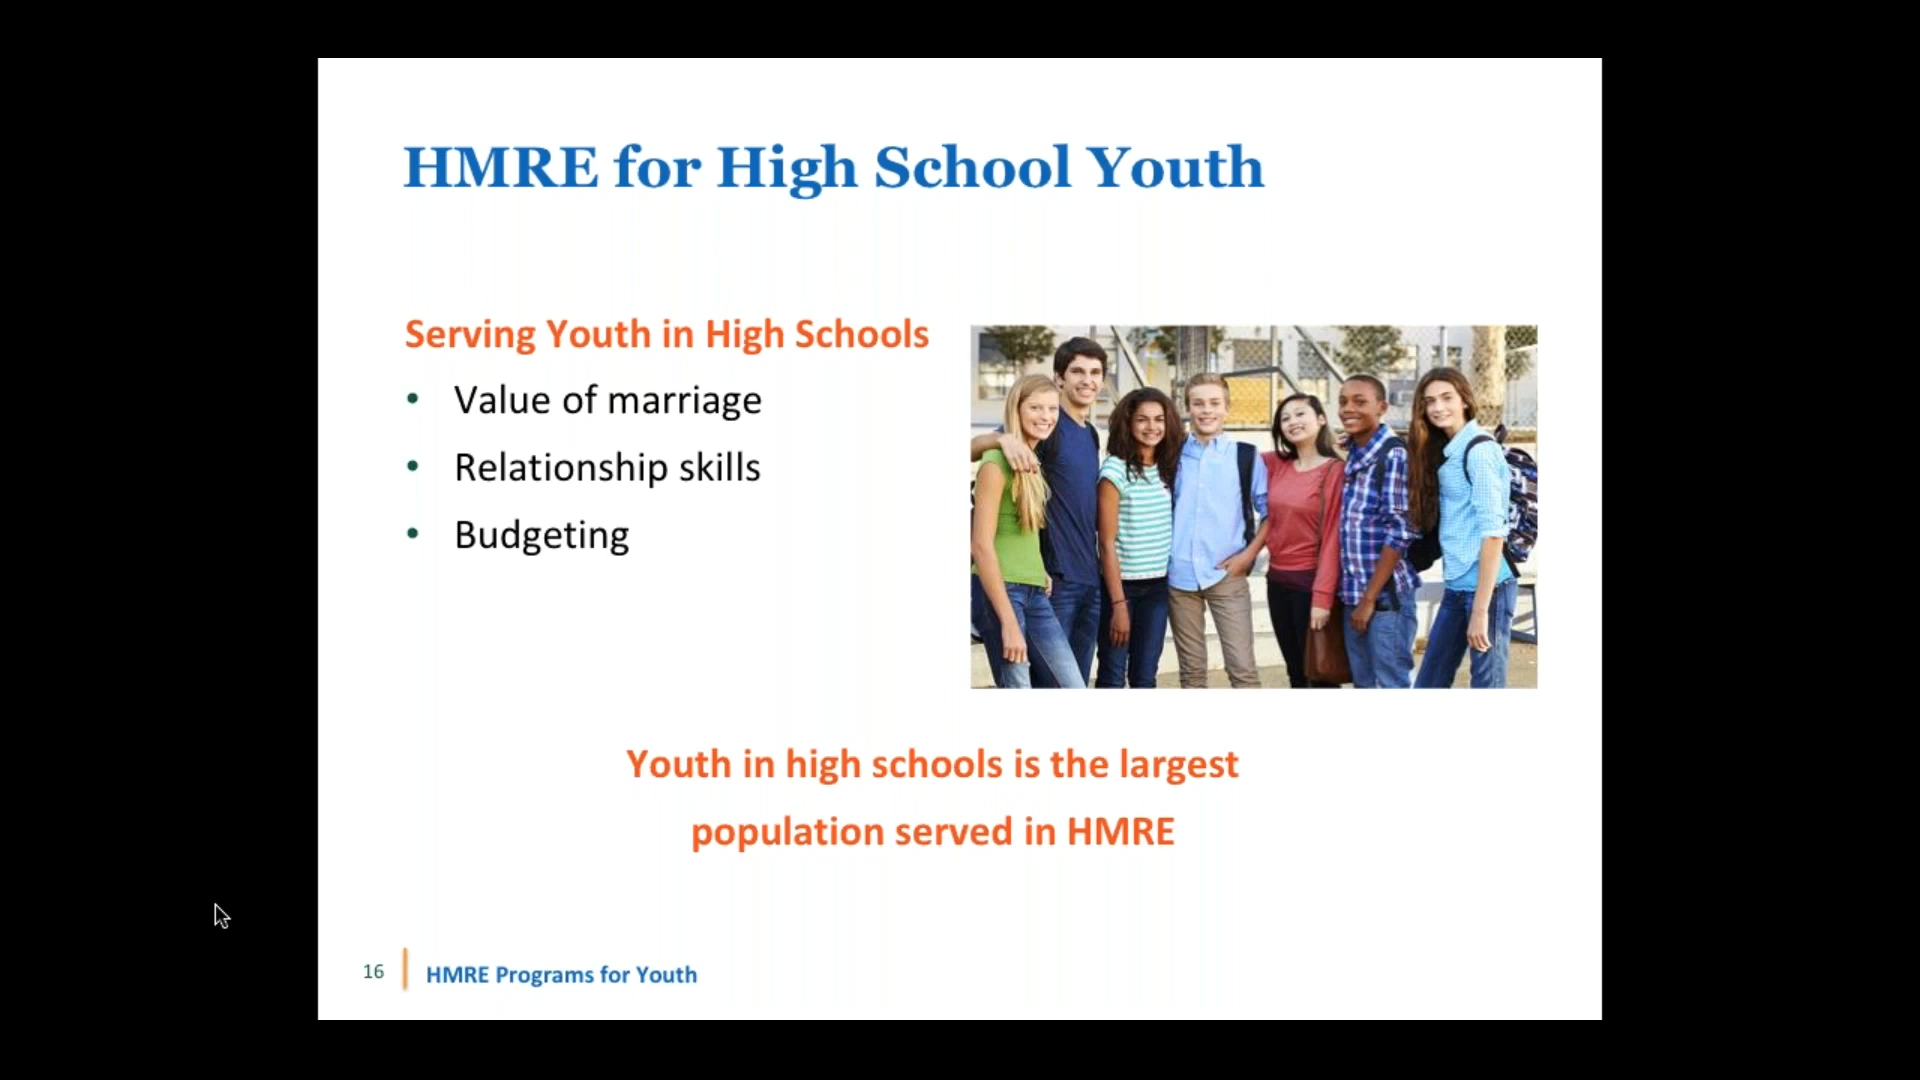 HMRE for High School Youth
Serving Youth in High Schools
• Value of marriage
• Relationship skills
• Budgeting
Youth in high schools is the largest
population served in HMRE
16 HMRE Programs for Youth